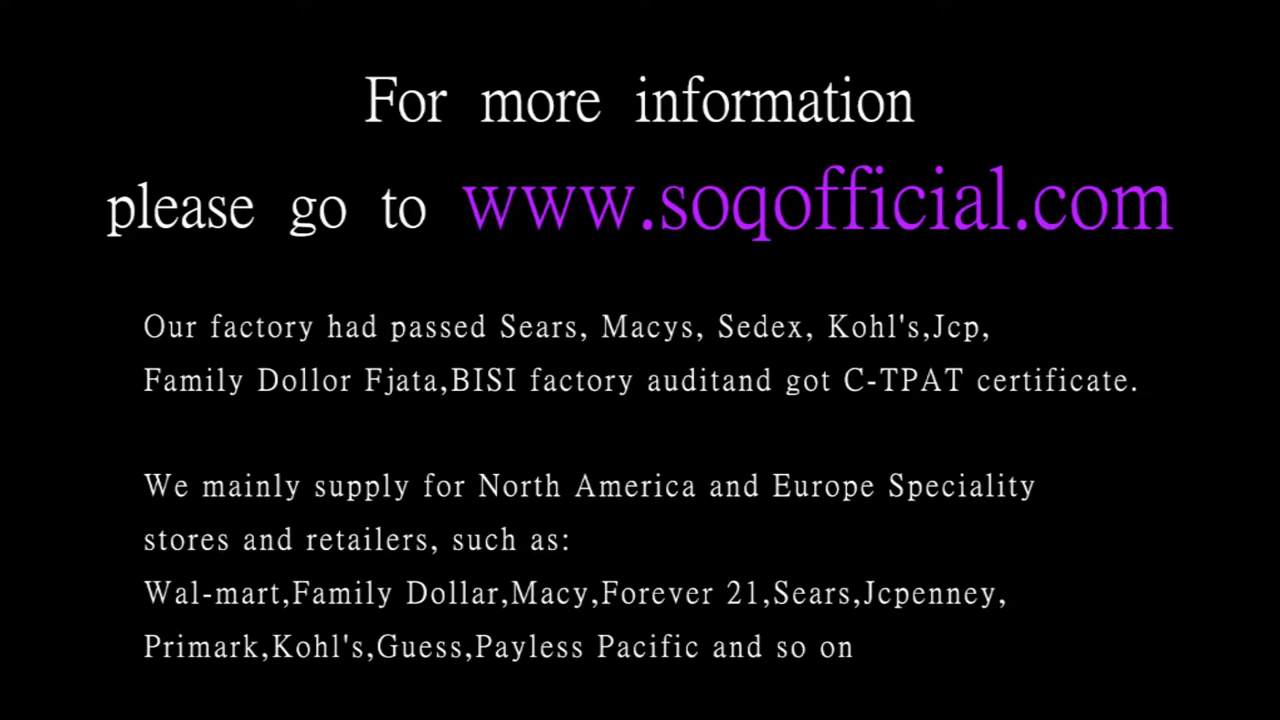 For more information
please go to www.soqofficial.com
Our factory had passed Sears, Macys, Sedex, Kohl's,Jcp,
Family Dollor Fjata,BISI factory auditand got C-TPAT certificate.
We mainly supply for North America and Europe Speciality
stores and retailers, such as:
Wal-mart,Family Dollar,Macy,Forever 21,Sears,Jcpenney,
Primark,Kohl's,Guess,Payless Pacific and so on